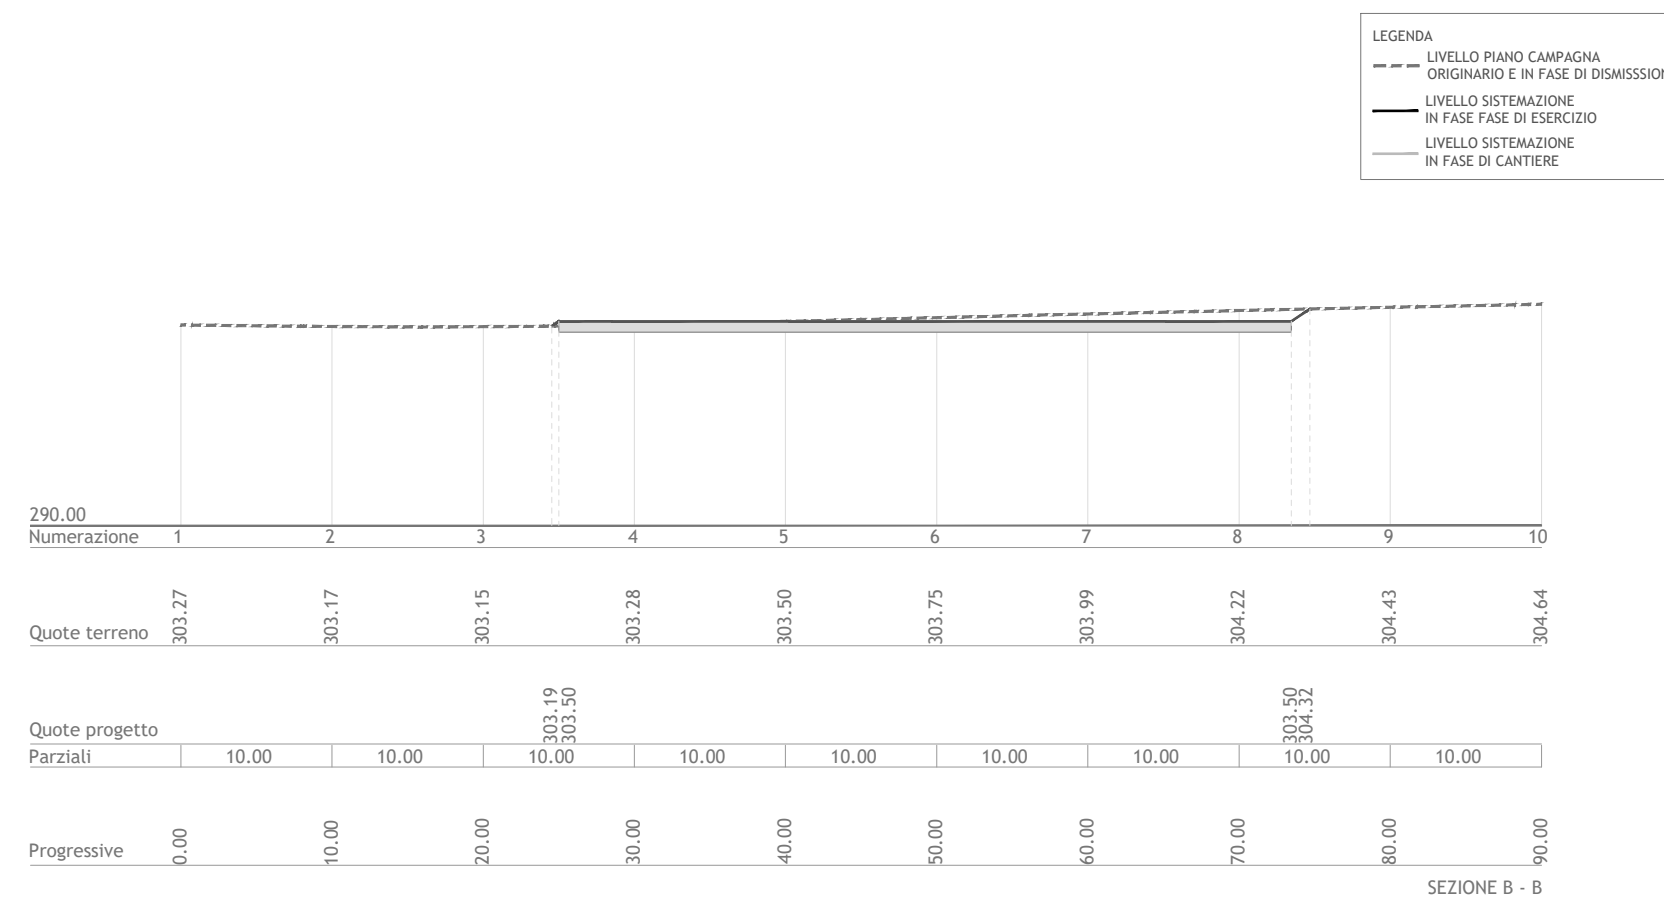 LEGENDA
LIVELLO PIANO CAMPAGNA
ORIGINARIO E IN FASE DI DISMISSSION
LIVELLO SISTEMAZIONE
IN FASE FASE DI ESERCIZIO
LIVELLO SISTEMAZIONE
IN FASE DI CANTIERE
290.00
Numerazione 1 2 3 4 5 6 7 8 9 10
Quote terreno 303.27 303.17 303.15 303.28 303.50 303.75 303.99 304.22 304.43 304.64
Quote progetto 303.19 303.50 303.50 304.32
Parziali 10.00 10.00 10.00 10.00 10.00 10.00 10.00 10.00 10.00
Progressive 0.00 10.00 20.00 30.00 40.00 50.00 60.00 70.00 80.00 90.00
SEZIONE B - B